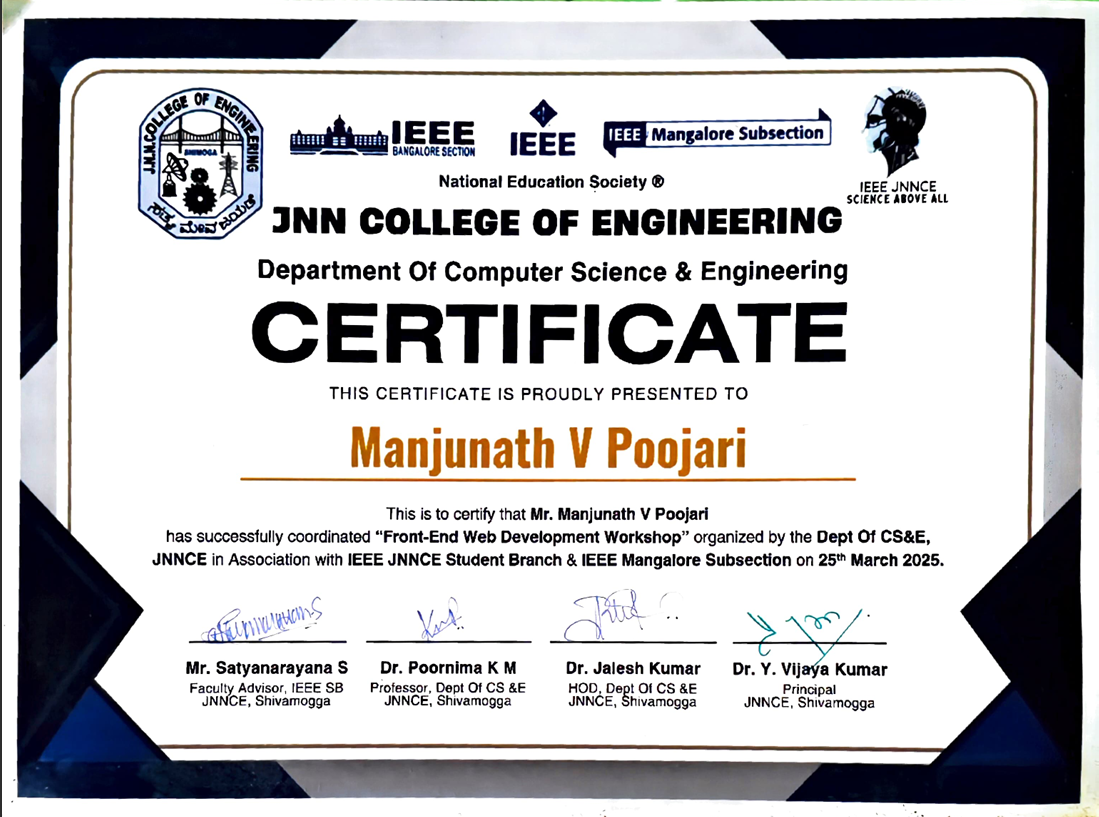 J.N.N.COLLEGE OF ENGINEERING
SHIMOGA
ಸತ್ಯ ಮೇವ ಜಯತೇ
IEEE
BANGALORE SECTION
IEEE
IEEE Mangalore Subsection
IEEE JNNCE
SCIENCE ABOVE ALL
National Education Society ®
JNN COLLEGE OF ENGINEERING
Department Of Computer Science & Engineering
CERTIFICATE
THIS CERTIFICATE IS PROUDLY PRESENTED TO
Manjunath V Poojari
This is to certify that Mr. Manjunath V Poojari
has successfully coordinated “Front-End Web Development Workshop” organized by the Dept Of CS&E,
JNNCE in Association with IEEE JNNCE Student Branch & IEEE Mangalore Subsection on 25th March 2025.
Mr. Satyanarayana S
Faculty Advisor, IEEE SB
JNNCE, Shivamogga
Dr. Poornima K M
Professor, Dept Of CS &E
JNNCE, Shivamogga
Dr. Jalesh Kumar
HOD, Dept Of CS &E
JNNCE, Shivamogga
Dr. Y. Vijaya Kumar
Principal
JNNCE, Shivamogga